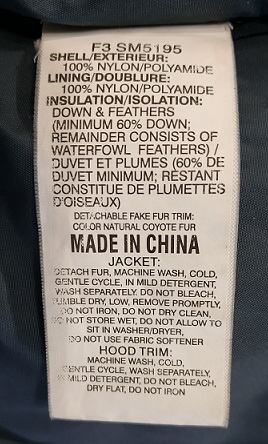 F3 SM5195
SHELL/EXTERIEUR:
100% NYLON/POLYAMIDE
LINING/DOUBLURE:
100% NYLON/POLYAMIDE
INSULATION/ISOLATION:
DOWN & FEATHERS
(MINIMUM 60% DOWN;
REMAINDER CONSISTS OF
WATERFOWL FEATHERS) /
DUVET ET PLUMES (60% DE
DUVET MINIMUM; RESTANT
CONSTITUE DE PLUMETTES
D'OISEAUX)
DETACHABLE FAKE FUR TRIM:
COLOR NATURAL COYOTE FUR
MADE IN CHINA
JACKET:
DETACH FUR, MACHINE WASH, COLD,
GENTLE CYCLE, IN MILD DETERGENT,
WASH SEPARATELY. DO NOT BLEACH,
TUMBLE DRY, LOW, REMOVE PROMPTLY,
DO NOT IRON, DO NOT DRY CLEAN,
DO NOT STORE WET, DO NOT ALLOW TO
SIT IN WASHER/DRYER,
DO NOT USE FABRIC SOFTENER
HOOD TRIM:
MACHINE WASH, COLD,
GENTLE CYCLE, WASH SEPARATELY,
IN MILD DETERGENT, DO NOT BLEACH,
DRY FLAT, DO NOT IRON